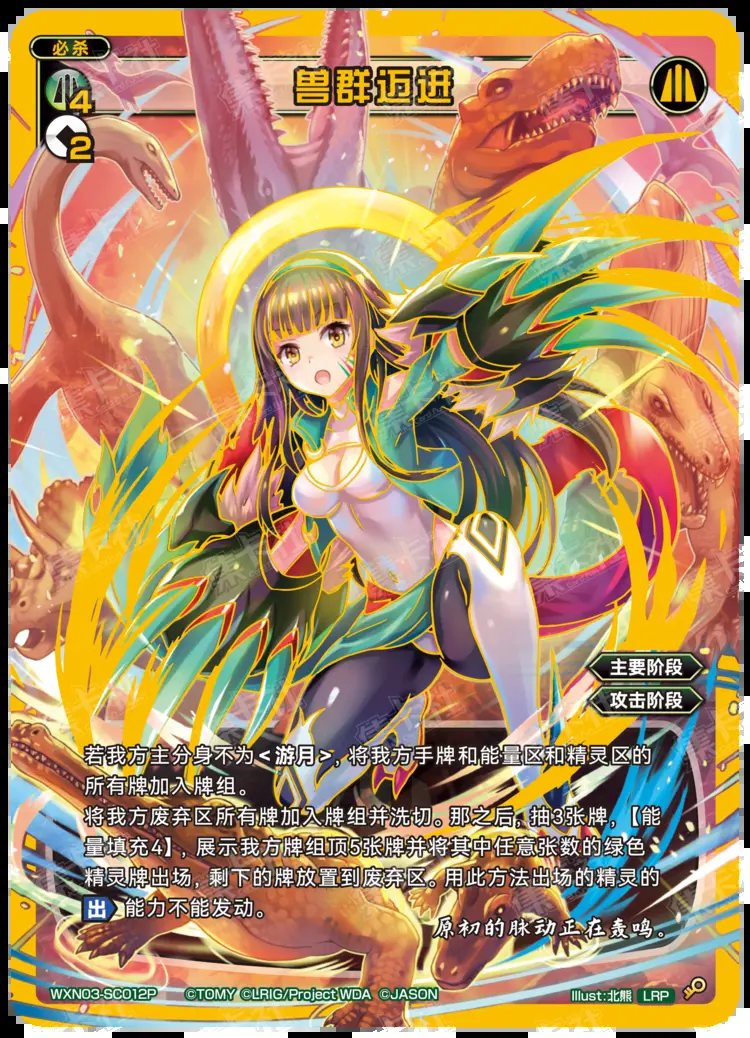 必杀
兽群迈进
4
2
主要阶段
攻击阶段
若我方主分身不为<游月>，将我方手牌和能量区和精灵区的
所有牌加入牌组。
将我方废弃区所有牌加入牌组并洗切。那之后，抽3张牌，【能
量填充4】，展示我方牌组顶5张牌并将其中任意张数的绿色
精灵牌出场，剩下的牌放置到废弃区。用此方法出场的精灵的
出 能力不能发动。
原初的脉动正在轰鸣。
WXN03-SC012P ©TOMY ©LRIG/Project WDA ©JASON Illust:北熊 LRP